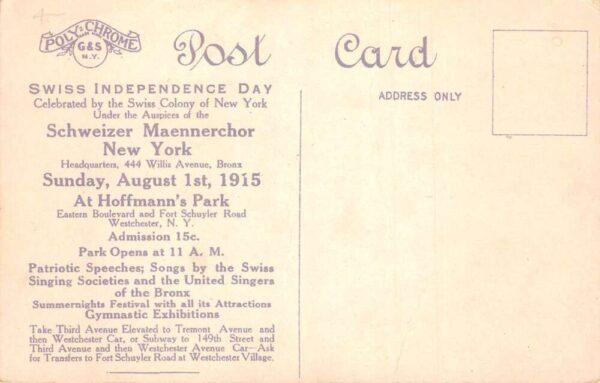 POLY-CHROME
G&S
N.Y.
Post Card
SWISS INDEPENDENCE DAY
Celebrated by the Swiss Colony of New York
Under the Auspices of the
Schweizer Maennerchor
New York
Headquarters, 444 Willis Avenue, Bronx
Sunday, August 1st, 1915
At Hoffmann's Park
Eastern Boulevard and Fort Schuyler Road
Westchester, N. Y.
Admission 15c.
Park Opens at 11 A. M.
Patriotic Speeches; Songs by the Swiss
Singing Societies and the United Singers
of the Bronx
Summernights Festival with all its Attractions
Gymnastic Exhibitions
Take Third Avenue Elevated to Tremont Avenue and
then Westchester Car, or Subway to 149th Street and
Third Avenue and then Westchester Avenue Car—Ask
for Transfers to Fort Schuyler Road at Westchester Village.
ADDRESS ONLY